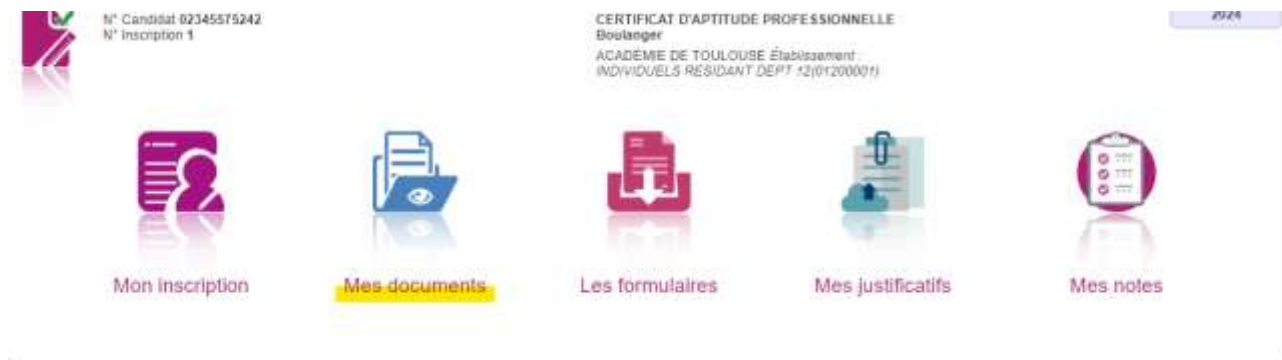 N° Candidat 02345575242
N° Inscription 1
CERTIFICAT D'APTITUDE PROFESSIONNELLE
Boulanger
ACADÉMIE DE TOULOUSE Établissement :
INDIVIDUELS RESIDANT DEPT 12(01200001)
2024
Mon inscription
Mes documents
Les formulaires
Mes justificatifs
Mes notes